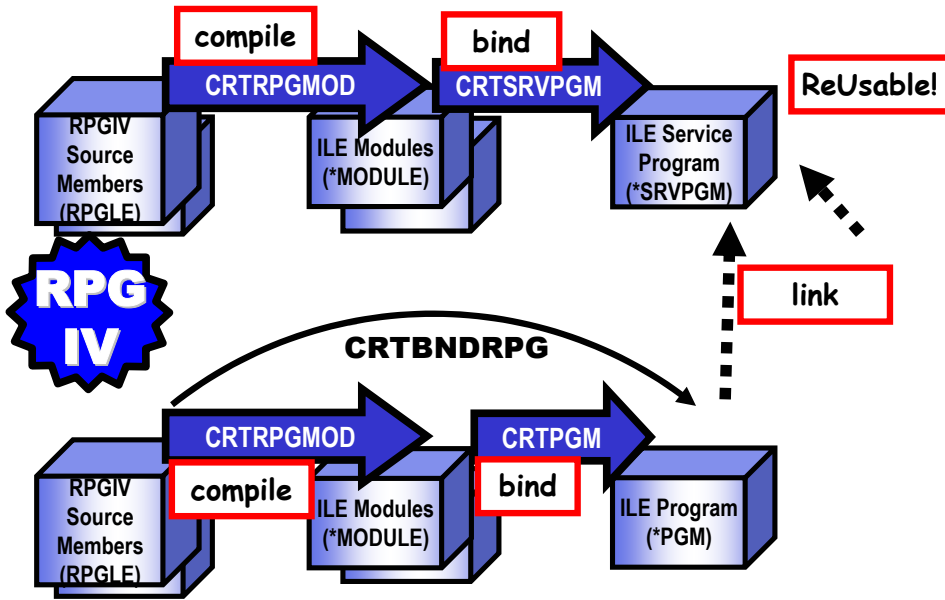 compile
bind
CRTRPGMOD
CRTSRVPGM
ReUsable!
RPGIV
Source
Members
(RPGLE)
ILE Modules
(*MODULE)
ILE Service
Program
(*SRVPGM)
RPG
IV
link
CRTBNDRPG
CRTRPGMOD
CRTPGM
compile
bind
RPGIV
Source
Members
(RPGLE)
ILE Modules
(*MODULE)
ILE Program
(*PGM)